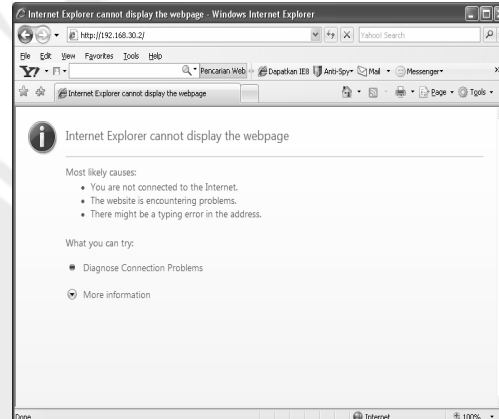 Internet Explorer cannot display the webpage - Windows Internet Explorer
http://192.168.30.2/
Yahoo! Search
File Edit View Favorites Tools Help
Y! Pencarian Web Dapatkan IE8 Anti-Spy Mail Messenger
Internet Explorer cannot display the webpage
Page Tools
Internet Explorer cannot display the webpage
Most likely causes:
• You are not connected to the Internet.
• The website is encountering problems.
• There might be a typing error in the address.
What you can try:
Diagnose Connection Problems
More information
Done
Internet
100%